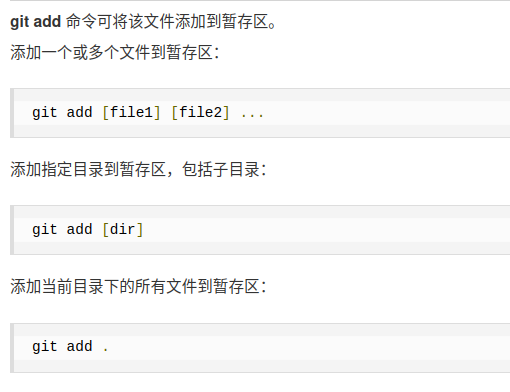 git add 命令可将该文件添加到暂存区。
添加一个或多个文件到暂存区：
git add [file1] [file2] ...
添加指定目录到暂存区，包括子目录：
git add [dir]
添加当前目录下的所有文件到暂存区：
git add .